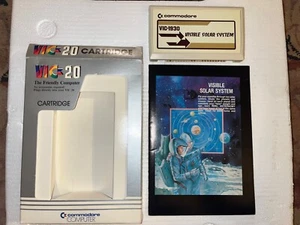 VIC-20 CARTRIDGE
VIC-20
The Friendly Computer
CARTRIDGE
commodore
COMPUTER
commodore
VIC-1930
VISIBLE SOLAR SYSTEM
VISIBLE
SOLAR SYSTEM